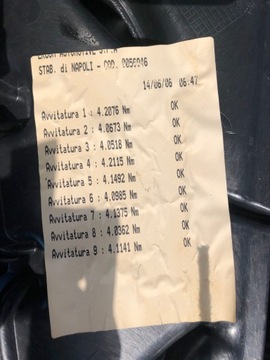 STAB. di NAPOLI - COD. 0056046
14/06/06 06:47
Avvitatura 1 : 4.2076 Nm OK
Avvitatura 2 : 4.0673 Nm OK
Avvitatura 3 : 4.0518 Nm OK
Avvitatura 4 : 4.2115 Nm OK
Avvitatura 5 : 4.1492 Nm OK
Avvitatura 6 : 4.0985 Nm OK
Avvitatura 7 : 4.1375 Nm OK
Avvitatura 8 : 4.0362 Nm OK
Avvitatura 9 : 4.1141 Nm OK